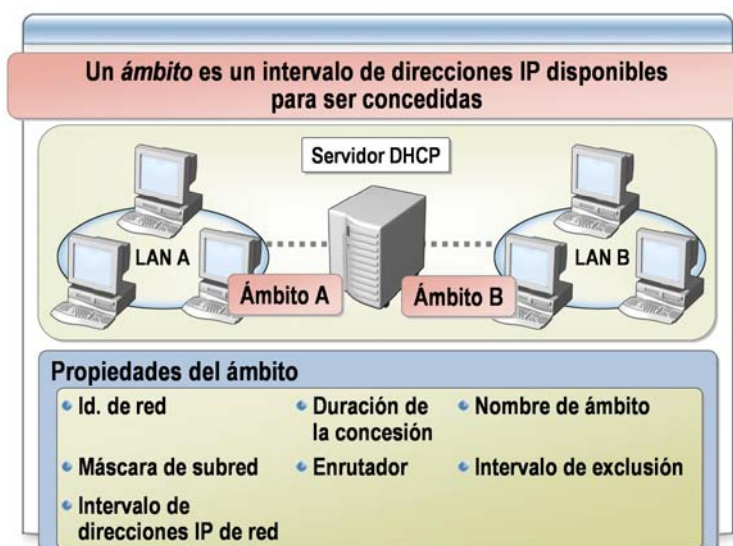 Un ámbito es un intervalo de direcciones IP disponibles
para ser concedidas
Servidor DHCP
LAN A
LAN B
Ámbito A
Ámbito B
Propiedades del ámbito
Id. de red
Duración de
la concesión
Nombre de ámbito
Máscara de subred
Enrutador
Intervalo de exclusión
Intervalo de
direcciones IP de red